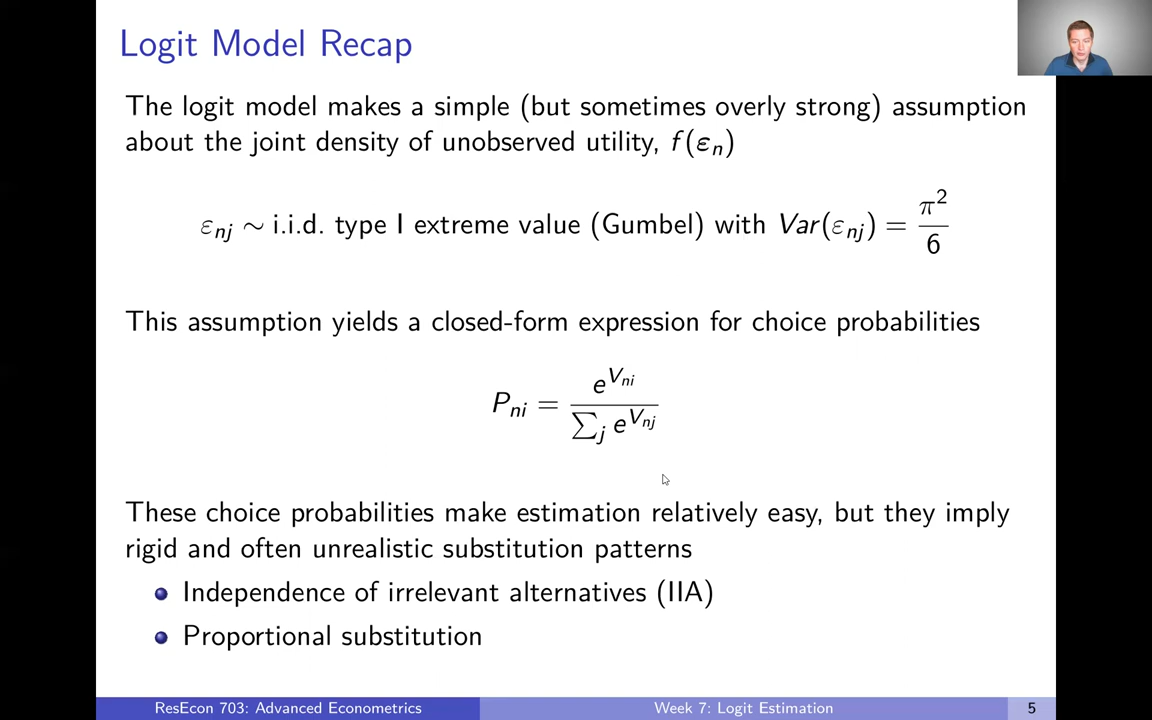 Logit Model Recap
The logit model makes a simple (but sometimes overly strong) assumption
about the joint density of unobserved utility, f(εₙ)
εₙⱼ ∼ i.i.d. type I extreme value (Gumbel) with Var(εₙⱼ) = π²/6
This assumption yields a closed-form expression for choice probabilities
Pₙᵢ = e^{Vₙᵢ} / ∑ⱼ e^{Vₙⱼ}
These choice probabilities make estimation relatively easy, but they imply
rigid and often unrealistic substitution patterns
Independence of irrelevant alternatives (IIA)
Proportional substitution
ResEcon 703: Advanced Econometrics Week 7: Logit Estimation 5